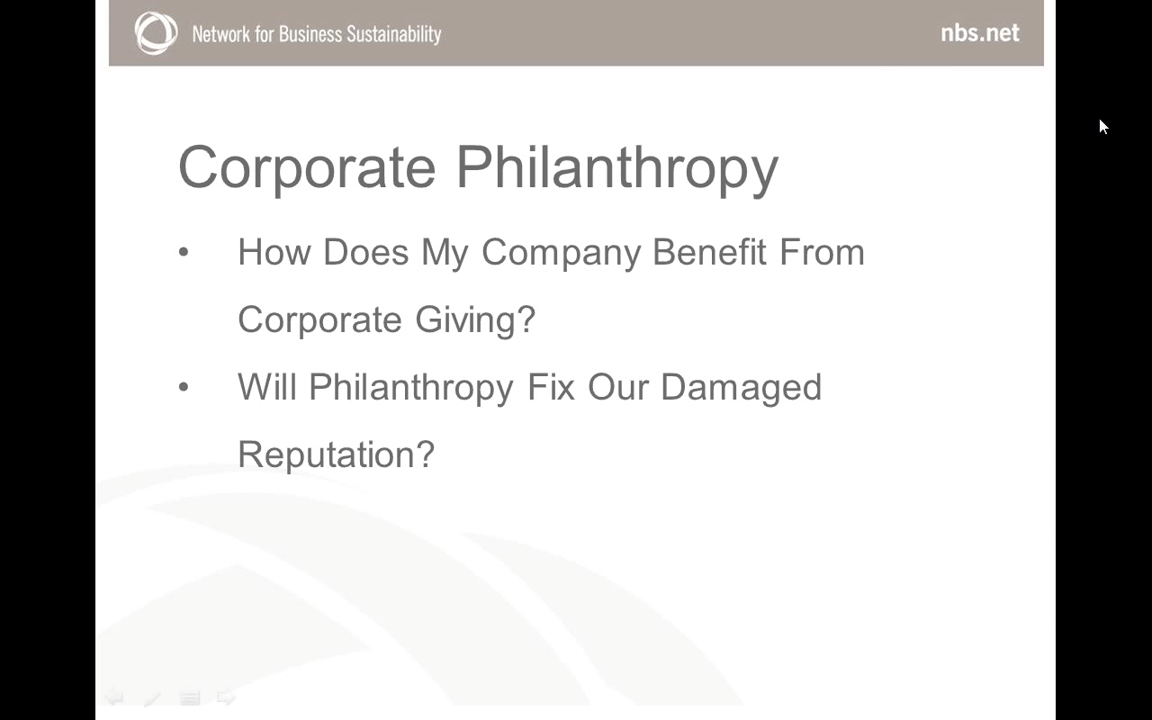 Network for Business Sustainability
nbs.net
Corporate Philanthropy
• How Does My Company Benefit From
Corporate Giving?
• Will Philanthropy Fix Our Damaged
Reputation?